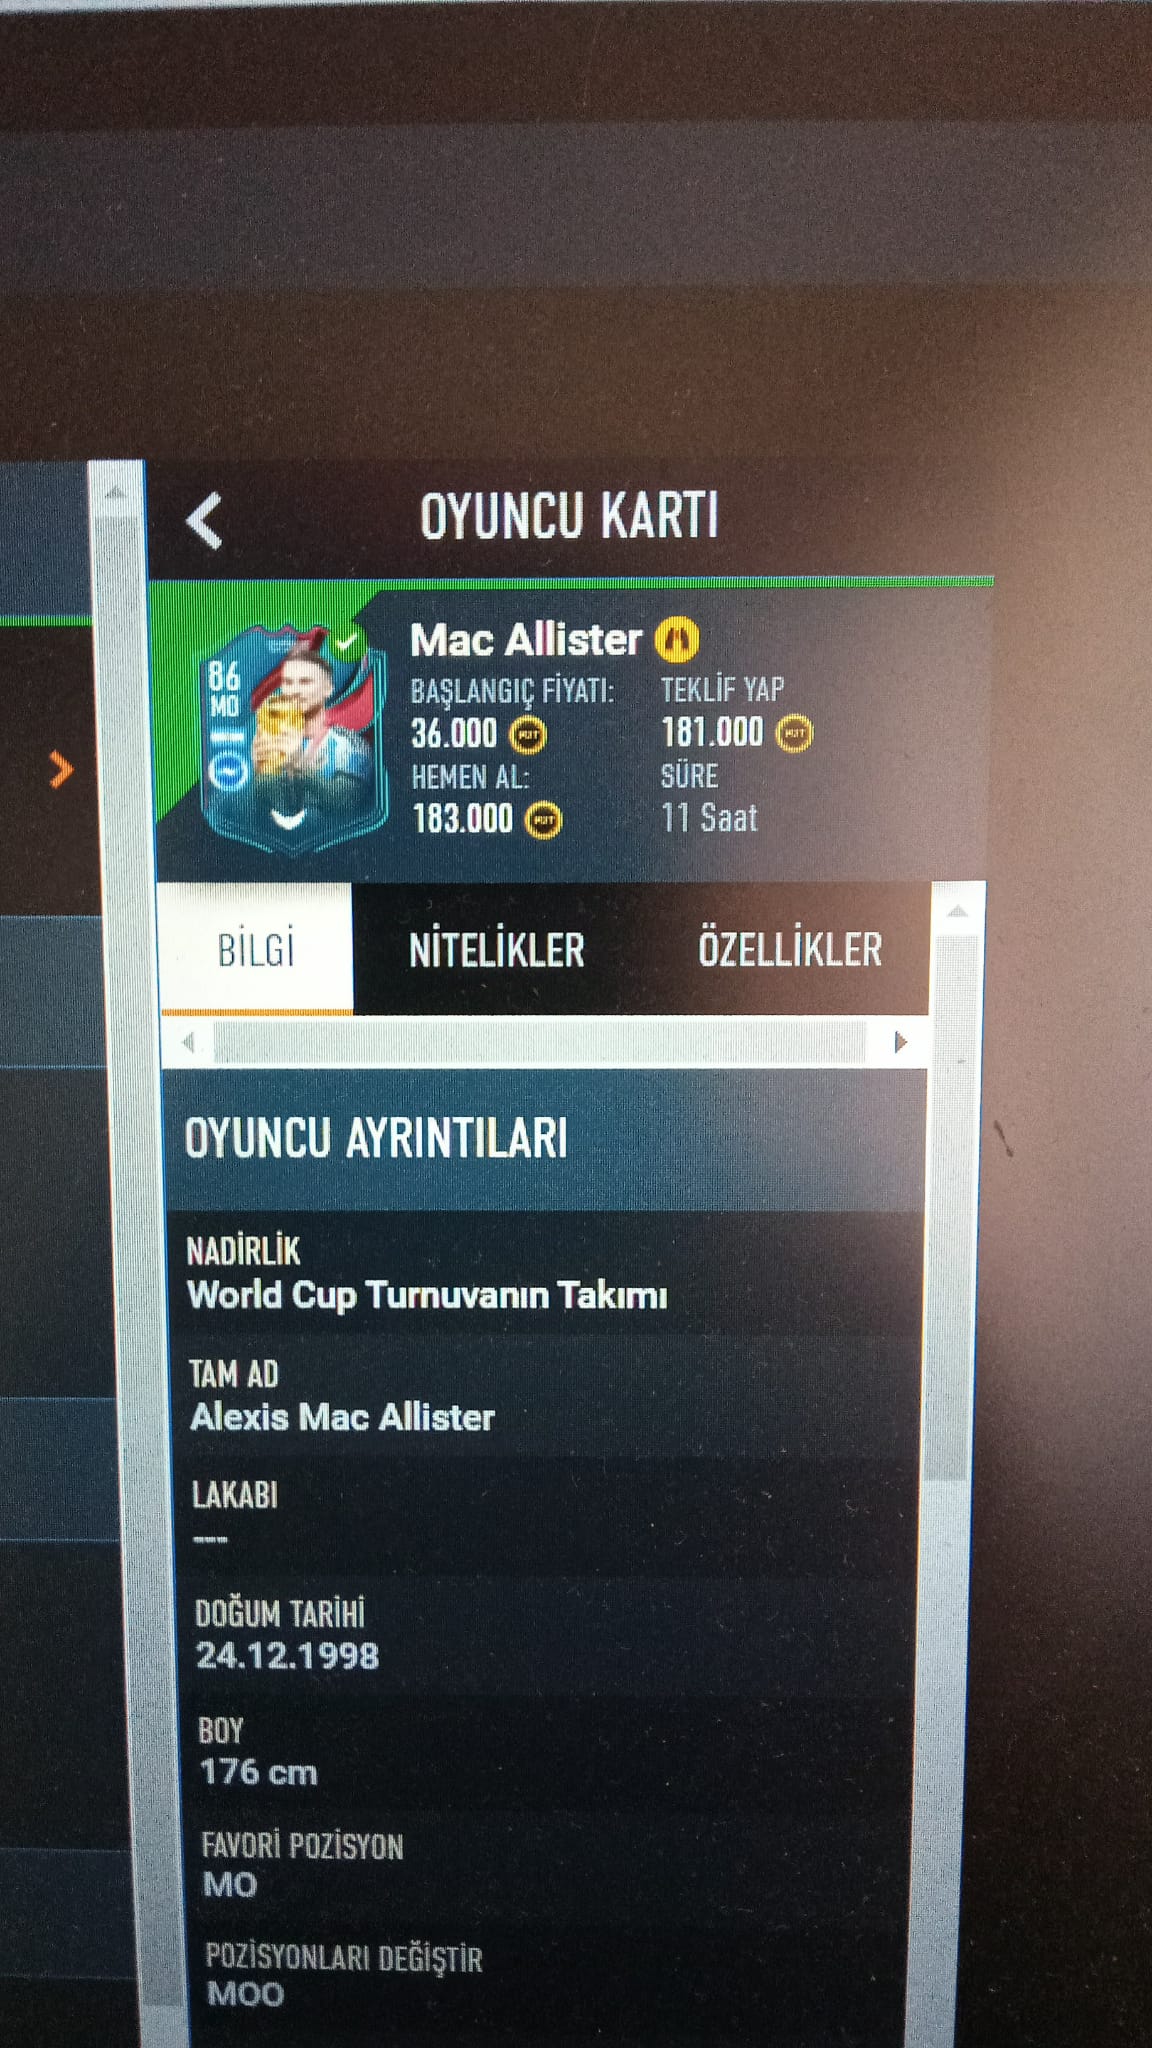 OYUNCU KARTI
86
MO
Mac Allister
BAŞLANGIÇ FİYATI:
36.000
TEKLİF YAP
181.000
HEMEN AL:
183.000
SÜRE
11 Saat
BİLGİ
NİTELİKLER
ÖZELLİKLER
OYUNCU AYRINTILARI
NADİRLİK
World Cup Turnuvanın Takımı
TAM AD
Alexis Mac Allister
LAKABI
---
DOĞUM TARİHİ
24.12.1998
BOY
176 cm
FAVORİ POZİSYON
MO
POZİSYONLARI DEĞİŞTİR
MOO